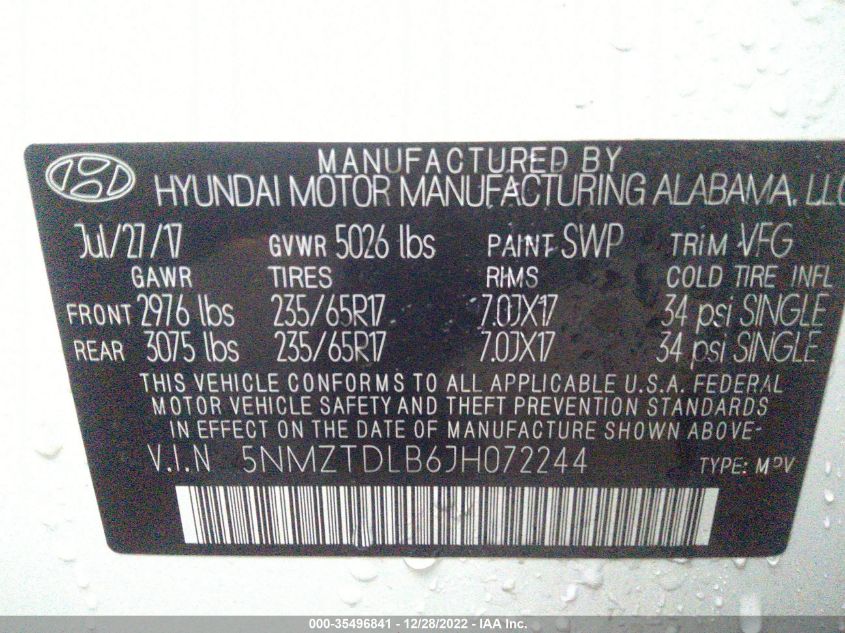 MANUFACTURED BY
HYUNDAI MOTOR MANUFACTURING ALABAMA, LLC
Jul/27/17 GVWR 5026 lbs PAINT SWP TRIM VFG
GAWR TIRES RIMS COLD TIRE INFL
FRONT 2976 lbs 235/65R17 7.0JX17 34 psi SINGLE
REAR 3075 lbs 235/65R17 7.0JX17 34 psi SINGLE
THIS VEHICLE CONFORMS TO ALL APPLICABLE U.S.A. FEDERAL
MOTOR VEHICLE SAFETY AND THEFT PREVENTION STANDARDS
IN EFFECT ON THE DATE OF MANUFACTURE SHOWN ABOVE-
V.I.N 5NMZTDLB6JH072244 TYPE: MPV
000-35496841 / 12/28/2022 - IAA Inc.